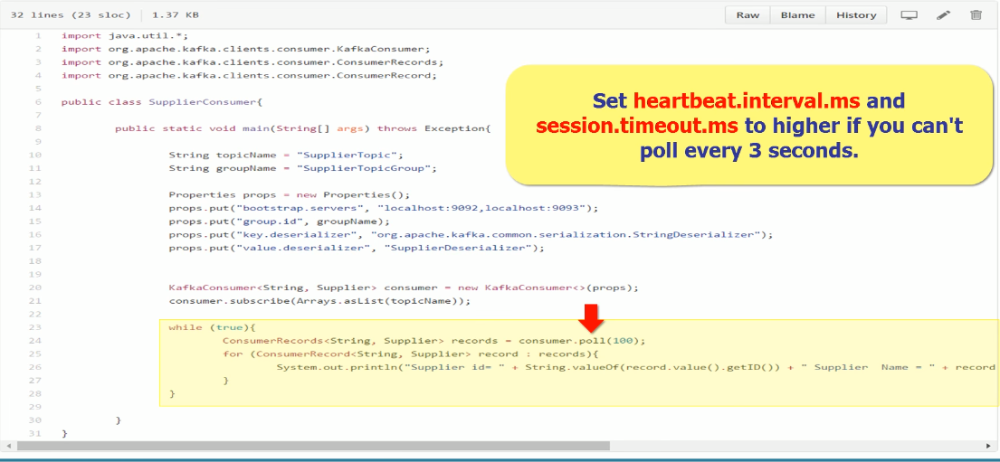 32 lines (23 sloc) 1.37 KB
Raw Blame History
1 import java.util.*;
2 import org.apache.kafka.clients.consumer.KafkaConsumer;
3 import org.apache.kafka.clients.consumer.ConsumerRecords;
4 import org.apache.kafka.clients.consumer.ConsumerRecord;
5
6 public class SupplierConsumer{
7
8 public static void main(String[] args) throws Exception{
9
10 String topicName = "SupplierTopic";
11 String groupName = "SupplierTopicGroup";
12
13 Properties props = new Properties();
14 props.put("bootstrap.servers", "localhost:9092,localhost:9093");
15 props.put("group.id", groupName);
16 props.put("key.deserializer", "org.apache.kafka.common.serialization.StringDeserializer");
17 props.put("value.deserializer", "SupplierDeserializer");
18
19
20 KafkaConsumer<String, Supplier> consumer = new KafkaConsumer<>(props);
21 consumer.subscribe(Arrays.asList(topicName));
22
23 while (true){
24 ConsumerRecords<String, Supplier> records = consumer.poll(100);
25 for (ConsumerRecord<String, Supplier> record : records){
26 System.out.println("Supplier id= " + String.valueOf(record.value().getID()) + " Supplier  Name = " + record
27 }
28 }
29
30 }
31 }
Set heartbeat.interval.ms and
session.timeout.ms to higher if you can't
poll every 3 seconds.